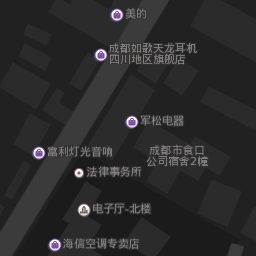 美的
成都如歌天龙耳机
四川地区旗舰店
军松电器
富利灯光音响
成都市食口
公司宿舍2幢
法律事务所
电子厅-北楼
海信空调专卖店